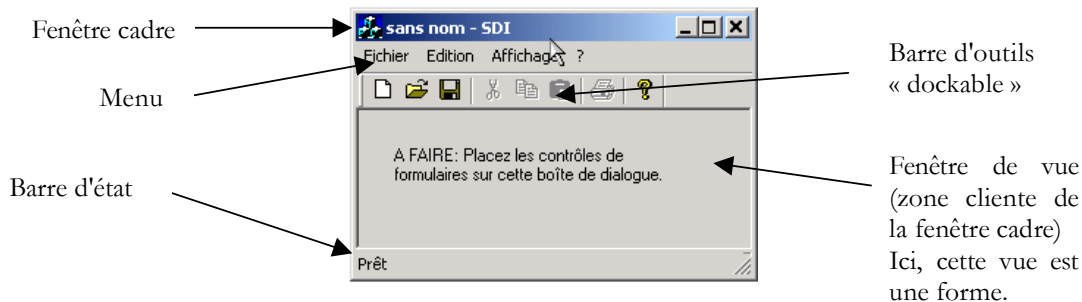 Fenêtre cadre
sans nom - SDI
Fichier Edition Affichage ?
Menu
Barre d'outils
« dockable »
A FAIRE: Placez les contrôles de
formulaires sur cette boîte de dialogue.
Barre d'état
Prêt
Fenêtre de vue
(zone cliente de
la fenêtre cadre)
Ici, cette vue est
une forme.